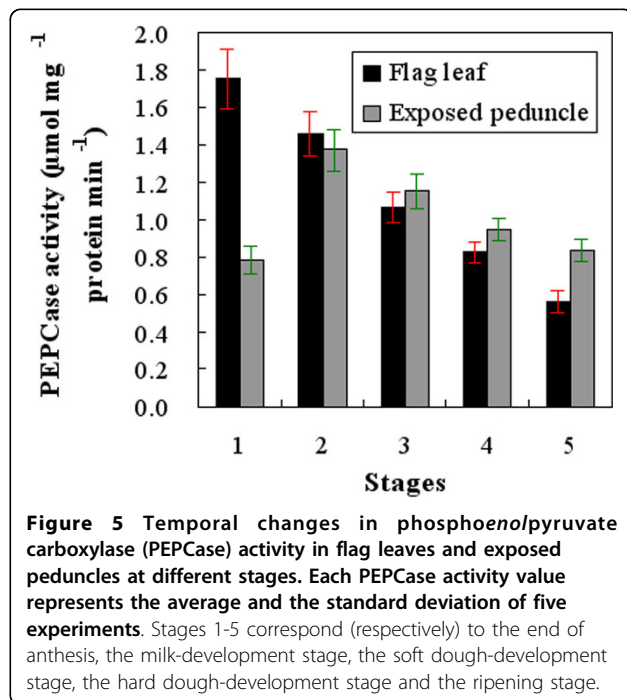 PEPCase activity (μmol mg ⁻¹
protein min ⁻¹)
2.0
1.8
1.6
1.4
1.2
1.0
0.8
0.6
0.4
0.2
0.0
Flag leaf
Exposed peduncle
1 2 3 4 5
Stages
Figure 5 Temporal changes in phosphoenolpyruvate
carboxylase (PEPCase) activity in flag leaves and exposed
peduncles at different stages. Each PEPCase activity value
represents the average and the standard deviation of five
experiments. Stages 1-5 correspond (respectively) to the end of
anthesis, the milk-development stage, the soft dough-development
stage, the hard dough-development stage and the ripening stage.